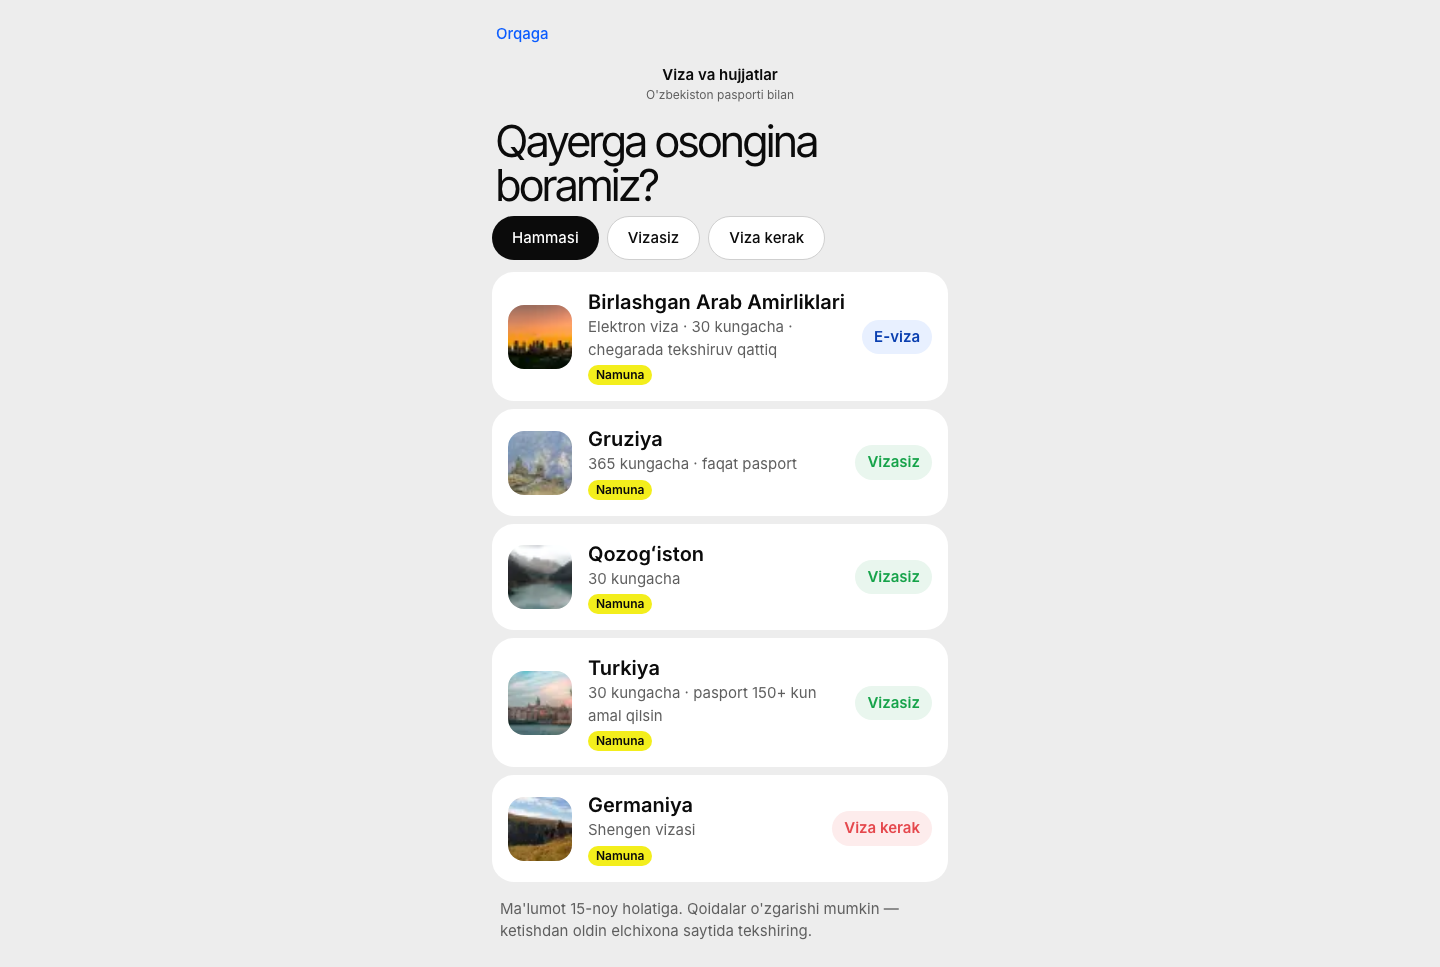 Orqaga
Viza va hujjatlar
O'zbekiston pasporti bilan
Qayerga osongina
boramiz?
Hammasi
Vizasiz
Viza kerak
Birlashgan Arab Amirliklari
Elektron viza · 30 kungacha ·
chegarada tekshiruv qattiq
Namuna
E-viza
Gruziya
365 kungacha · faqat pasport
Namuna
Vizasiz
Qozogʻiston
30 kungacha
Namuna
Vizasiz
Turkiya
30 kungacha · pasport 150+ kun
amal qilsin
Namuna
Vizasiz
Germaniya
Shengen vizasi
Namuna
Viza kerak
Ma'lumot 15-noy holatiga. Qoidalar o'zgarishi mumkin —
ketishdan oldin elchixona saytida tekshiring.